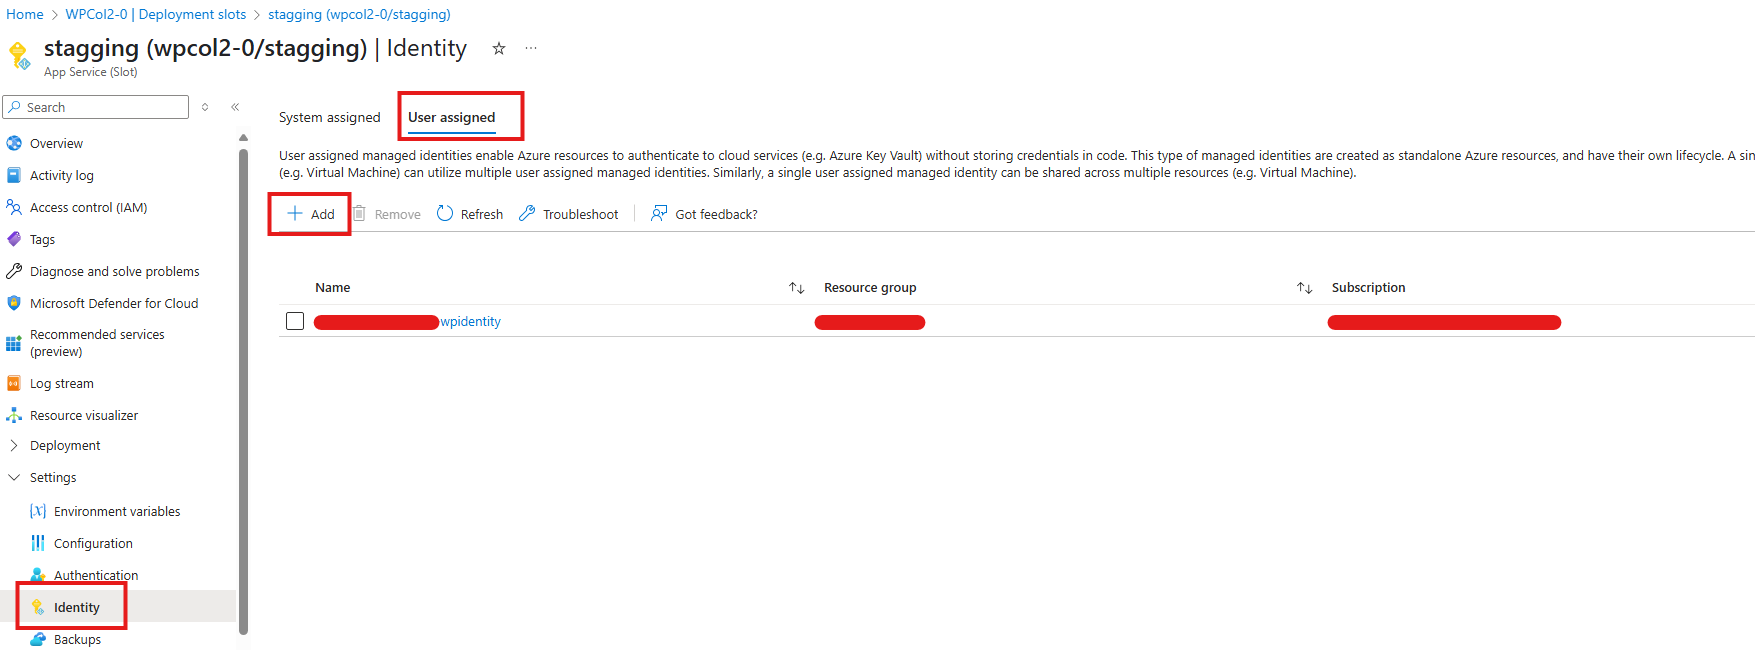 Home > WPCol2-0 | Deployment slots > stagging (wpcol2-0/stagging)
stagging (wpcol2-0/stagging) | Identity
App Service (Slot)
Search
Overview
Activity log
Access control (IAM)
Tags
Diagnose and solve problems
Microsoft Defender for Cloud
Recommended services
(preview)
Log stream
Resource visualizer
Deployment
Settings
Environment variables
Configuration
Authentication
Identity
Backups
System assigned
User assigned
User assigned managed identities enable Azure resources to authenticate to cloud services (e.g. Azure Key Vault) without storing credentials in code. This type of managed identities are created as standalone Azure resources, and have their own lifecycle. A sin
(e.g. Virtual Machine) can utilize multiple user assigned managed identities. Similarly, a single user assigned managed identity can be shared across multiple resources (e.g. Virtual Machine).
Add Remove Refresh Troubleshoot Got feedback?
Name Resource group Subscription
wpidentity